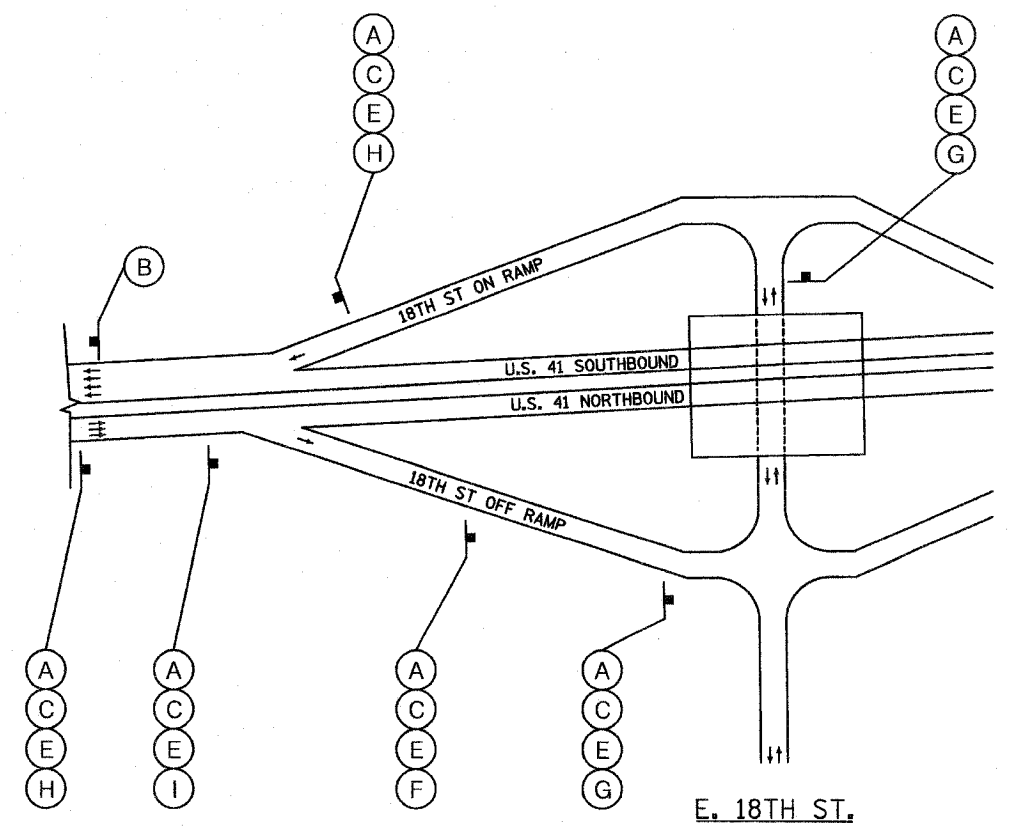 A
C
E
H
A
C
E
G
B
18TH ST ON RAMP
U.S. 41 SOUTHBOUND
U.S. 41 NORTHBOUND
18TH ST OFF RAMP
A
C
E
H
A
C
E
I
A
C
E
F
A
C
E
G
E. 18TH ST.